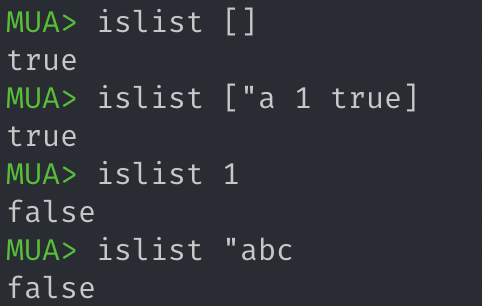 MUA> islist []
true
MUA> islist ["a 1 true]
true
MUA> islist 1
false
MUA> islist "abc
false